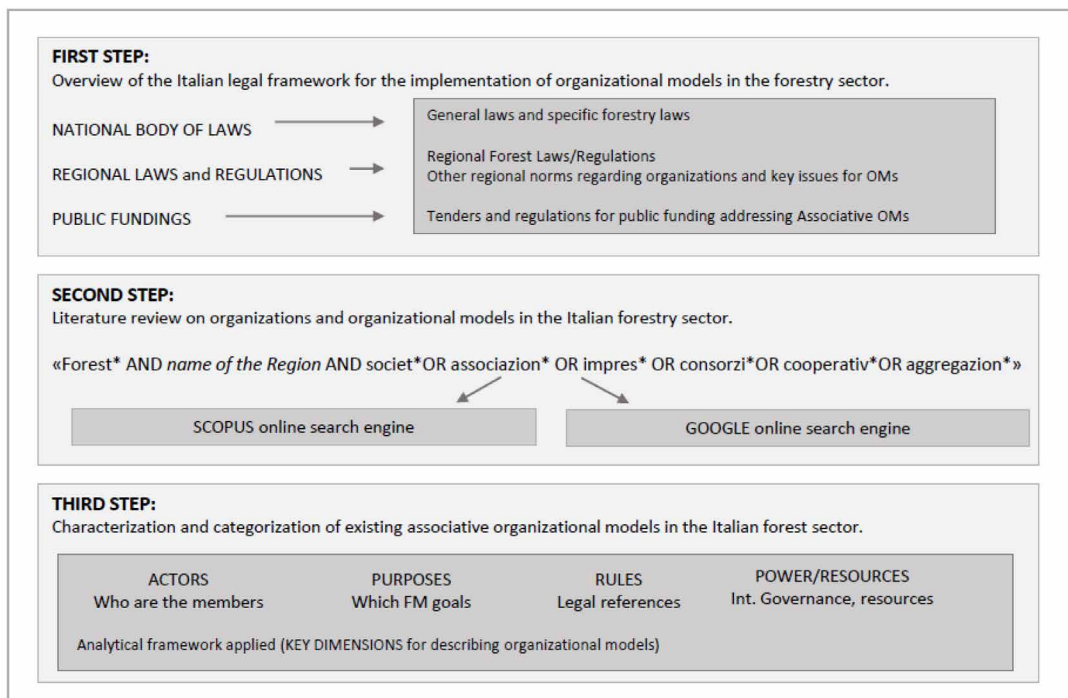 FIRST STEP:
Overview of the Italian legal framework for the implementation of organizational models in the forestry sector.
NATIONAL BODY OF LAWS
General laws and specific forestry laws
REGIONAL LAWS and REGULATIONS
Regional Forest Laws/Regulations
Other regional norms regarding organizations and key issues for OMs
PUBLIC FUNDINGS
Tenders and regulations for public funding addressing Associative OMs
SECOND STEP:
Literature review on organizations and organizational models in the Italian forestry sector.
«Forest* AND name of the Region AND societ*OR association* OR impres* OR consorzi*OR cooperativ*OR aggregazion*»
SCOPUS online search engine
GOOGLE online search engine
THIRD STEP:
Characterization and categorization of existing associative organizational models in the Italian forest sector.
ACTORS
Who are the members
PURPOSES
Which FM goals
RULES
Legal references
POWER/RESOURCES
Int. Governance, resources
Analytical framework applied (KEY DIMENSIONS for describing organizational models)